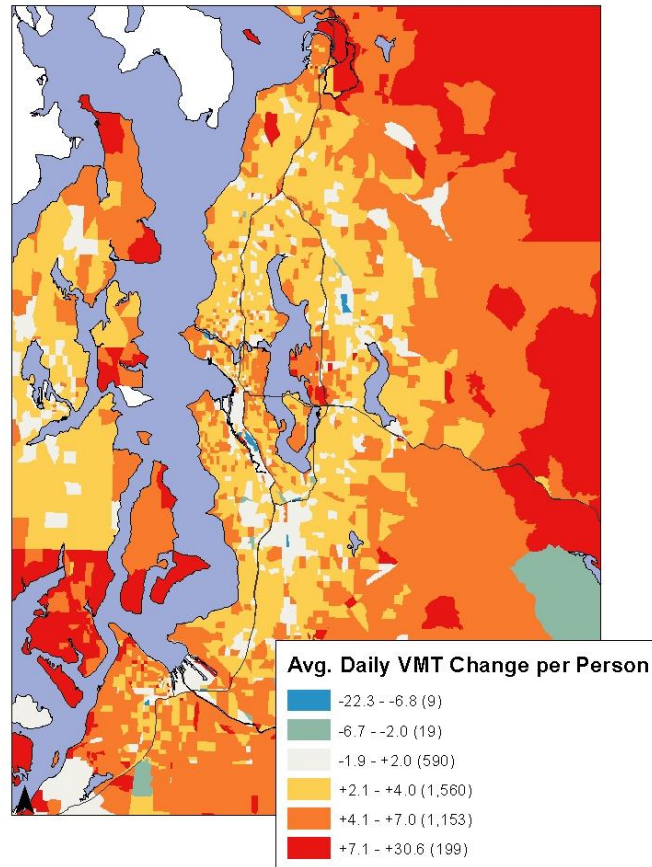 Avg. Daily VMT Change per Person
-22.3 - -6.8 (9)
-6.7 - -2.0 (19)
-1.9 - +2.0 (590)
+2.1 - +4.0 (1,560)
+4.1 - +7.0 (1,153)
+7.1 - +30.6 (199)